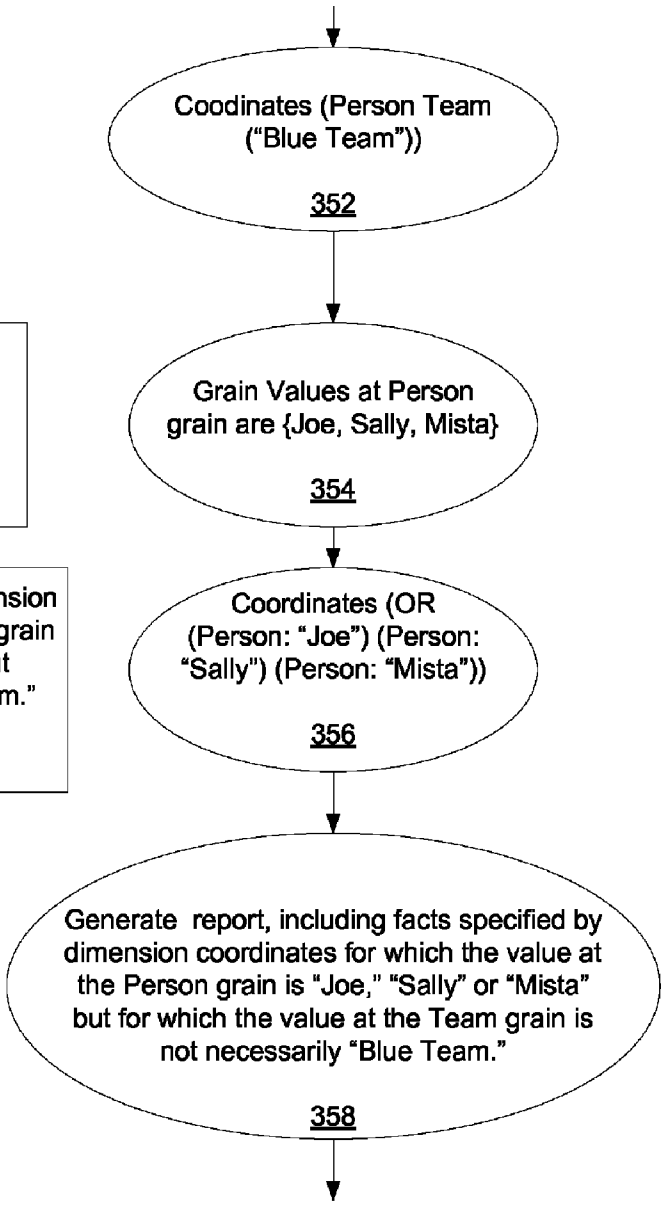 Coodinates (Person Team
(“Blue Team”))
352
Grain Values at Person
grain are {Joe, Sally, Mista}
354
nsion
grain
ut
m.”
Coordinates (OR
(Person: “Joe”) (Person:
“Sally”) (Person: “Mista”))
356
Generate report, including facts specified by
dimension coordinates for which the value at
the Person grain is “Joe,” “Sally” or “Mista”
but for which the value at the Team grain is
not necessarily “Blue Team.”
358